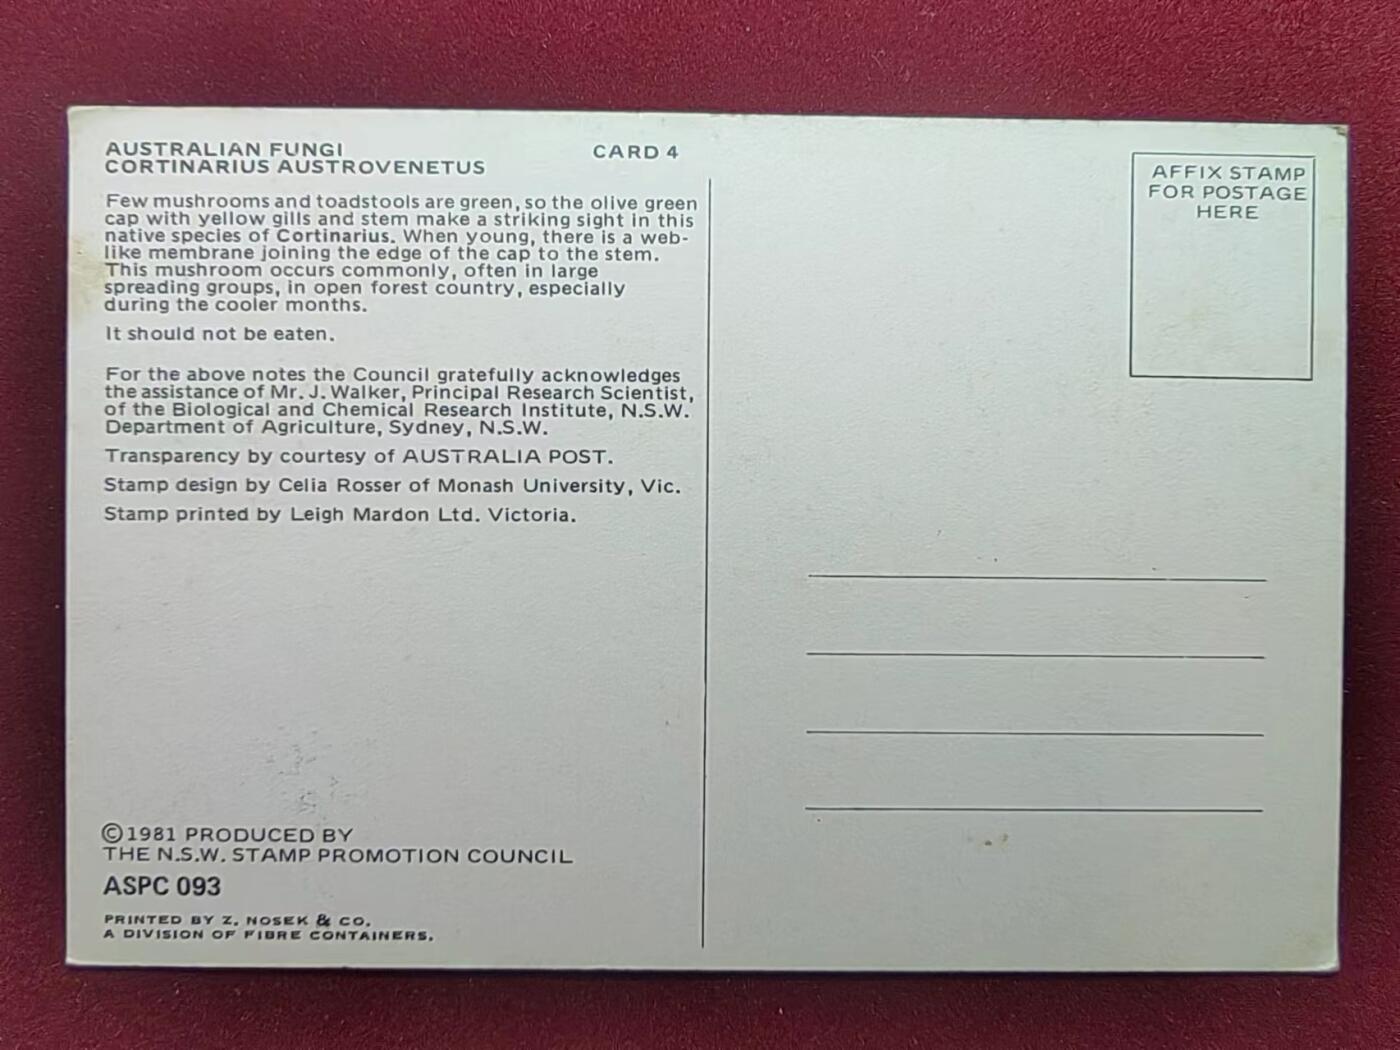 AUSTRALIAN FUNGI
CORTINARIUS AUSTROVENETUS
CARD 4
Few mushrooms and toadstools are green, so the olive green
cap with yellow gills and stem make a striking sight in this
native species of Cortinarius. When young, there is a web-
like membrane joining the edge of the cap to the stem.
This mushroom occurs commonly, often in large
spreading groups, in open forest country, especially
during the cooler months.
It should not be eaten.
For the above notes the Council gratefully acknowledges
the assistance of Mr. J. Walker, Principal Research Scientist,
of the Biological and Chemical Research Institute, N.S.W.
Department of Agriculture, Sydney, N.S.W.
Transparency by courtesy of AUSTRALIA POST.
Stamp design by Celia Rosser of Monash University, Vic.
Stamp printed by Leigh Mardon Ltd. Victoria.
©1981 PRODUCED BY
THE N.S.W. STAMP PROMOTION COUNCIL
ASPC 093
PRINTED BY Z. NOSEK & CO.
A DIVISION OF FIBRE CONTAINERS.
AFFIX STAMP
FOR POSTAGE
HERE